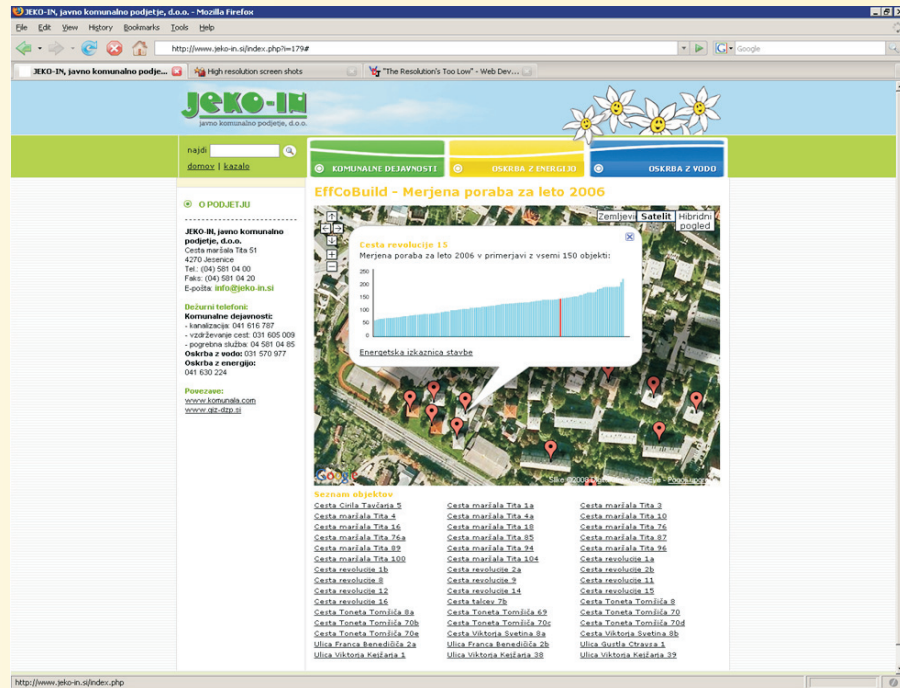 JEKO-IN, javno komunalno podjetje, d.o.o. - Mozilla Firefox
File Edit View History Bookmarks Tools Help
http://www.jeko-in.si/index.php?i=179#
Google
JEKO-IN, javno komunalno podje...
High resolution screen shots
"The Resolution's Too Low" - Web Dev...
JEKO-IN
javno komunalno podjetje, d.o.o.
najdi
domov | kazalo
KOMUNALNE DEJAVNOSTI
OSKRBA Z ENERGIJO
OSKRBA Z VODO
O PODJETJU
JEKO-IN, javno komunalno
podjetje, d.o.o.
Cesta maršala Tita 51
4270 Jesenice
Tel.: (04) 581 04 00
Faks: (04) 581 04 20
E-pošta: info@jeko-in.si
Dežurni telefoni:
Komunalne dejavnosti:
- kanalizacija: 041 616 787
- vzdrževanje cest: 031 605 009
- pogrebna služba: 04 581 04 85
Oskrba z vodo: 031 570 977
Oskrba z energijo:
041 630 224
Povezave:
www.komunala.com
www.giz-dzp.si
EffCoBuild - Merjena poraba za leto 2006
Zemljevi Satelit Hibridni
pogled
Cesta revolucije 15
Merjena poraba za leto 2006 v primerjavi z vsemi 150 objekti:
250
200
150
100
50
0
Energetska izkaznica stavbe
Google
Seznam objektov
Cesta Cirila Tavčarja 5 Cesta maršala Tita 1a Cesta maršala Tita 3
Cesta maršala Tita 4 Cesta maršala Tita 4a Cesta maršala Tita 10
Cesta maršala Tita 16 Cesta maršala Tita 18 Cesta maršala Tita 76
Cesta maršala Tita 76a Cesta maršala Tita 85 Cesta maršala Tita 87
Cesta maršala Tita 89 Cesta maršala Tita 94 Cesta maršala Tita 96
Cesta maršala Tita 100 Cesta maršala Tita 104 Cesta revolucije 1a
Cesta revolucije 1b Cesta revolucije 2a Cesta revolucije 2b
Cesta revolucije 8 Cesta revolucije 9 Cesta revolucije 11
Cesta revolucije 12 Cesta revolucije 14 Cesta revolucije 15
Cesta revolucije 16 Cesta talcev 7b Cesta Toneta Tomšiča 8
Cesta Toneta Tomšiča 8a Cesta Toneta Tomšiča 69 Cesta Toneta Tomšiča 70
Cesta Toneta Tomšiča 70b Cesta Toneta Tomšiča 70c Cesta Toneta Tomšiča 70d
Cesta Toneta Tomšiča 70e Cesta Viktorja Svetina 8a Cesta Viktorja Svetina 8b
Ulica Franca Benedičiča 2a Ulica Franca Benedičiča 2b Ulica Gustla 1
Ulica Viktorja Kejžarja 1 Ulica Viktorja Kejžarja 38 Ulica Viktorja Kejžarja 39
http://www.jeko-in.si/index.php